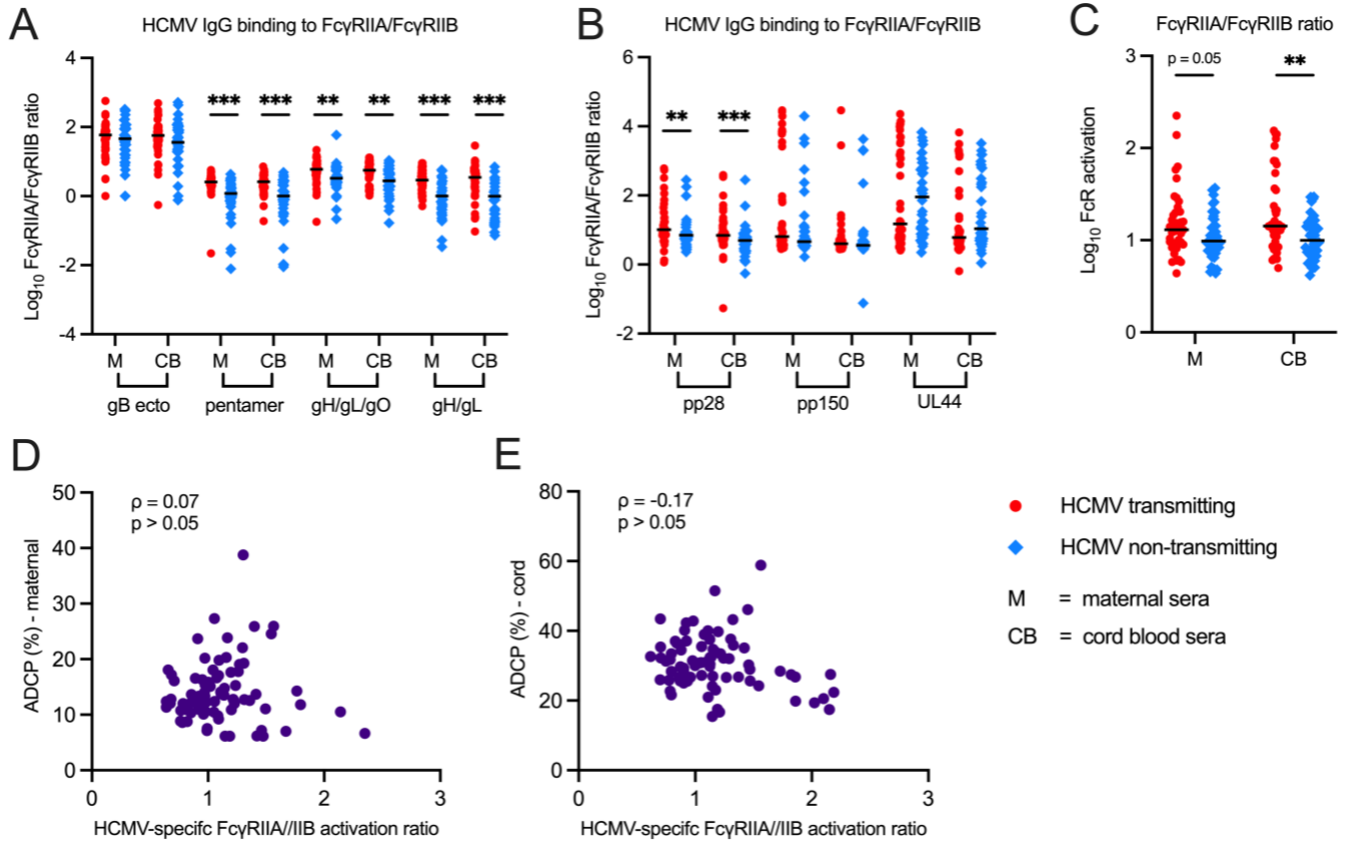 A
HCMV IgG binding to FcγRIIA/FcγRIIB
Log10 FcγRIIA/FcγRIIB ratio
4
2
0
-2
-4
*** *** ** ** *** ***
M CB M CB M CB M CB
gB ecto pentamer gH/gL/gO gH/gL
B
HCMV IgG binding to FcγRIIA/FcγRIIB
Log10 FcγRIIA/FcγRIIB ratio
6
4
2
0
-2
** ***
M CB M CB M CB
pp28 pp150 UL44
C
FcγRIIA/FcγRIIB ratio
Log10 FcR activation
3
2
1
0
p = 0.05 **
M CB
D
ρ = 0.07
p > 0.05
ADCP (%) - maternal
50
40
30
20
10
0
0 1 2 3
HCMV-specifc FcγRIIA//IIB activation ratio
E
ρ = -0.17
p > 0.05
ADCP (%) - cord
80
60
40
20
0
0 1 2 3
HCMV-specifc FcγRIIA//IIB activation ratio
HCMV transmitting
HCMV non-transmitting
M = maternal sera
CB = cord blood sera